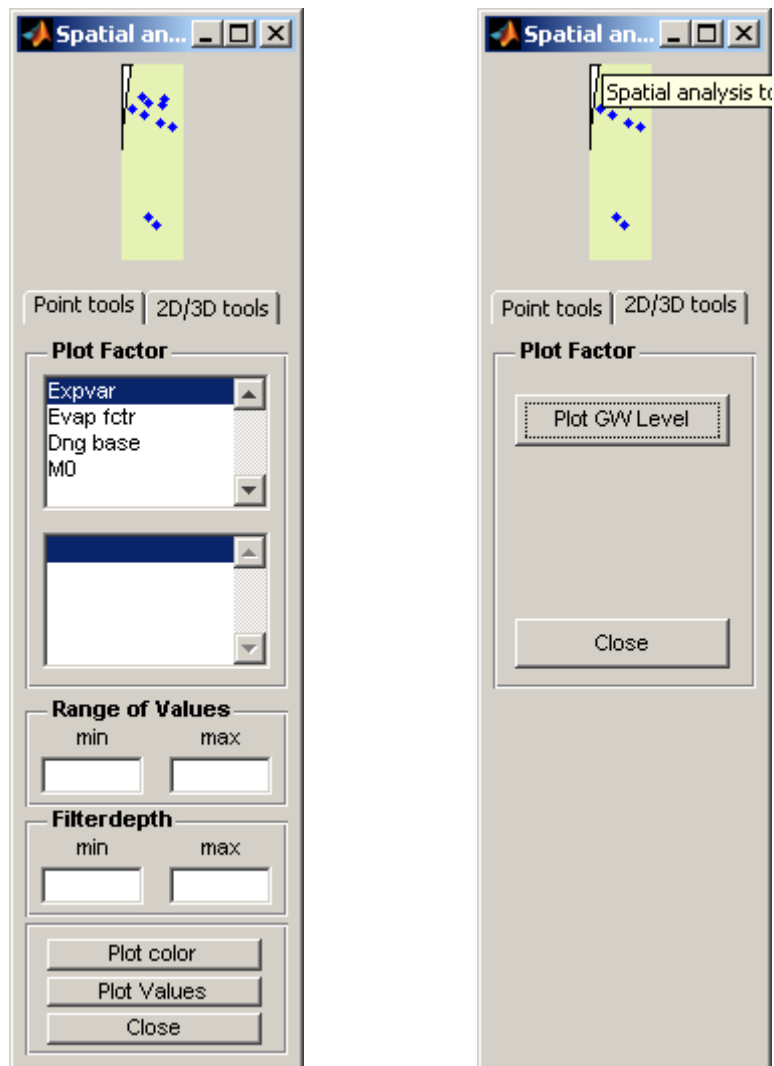 Spatial an...
Point tools
2D/3D tools
Plot Factor
Expvar
Evap fctr
Dng base
M0
Range of Values
min max
Filterdepth
min max
Plot color
Plot Values
Close
Spatial an...
Spatial analysis to
Point tools
2D/3D tools
Plot Factor
Plot GW Level
Close